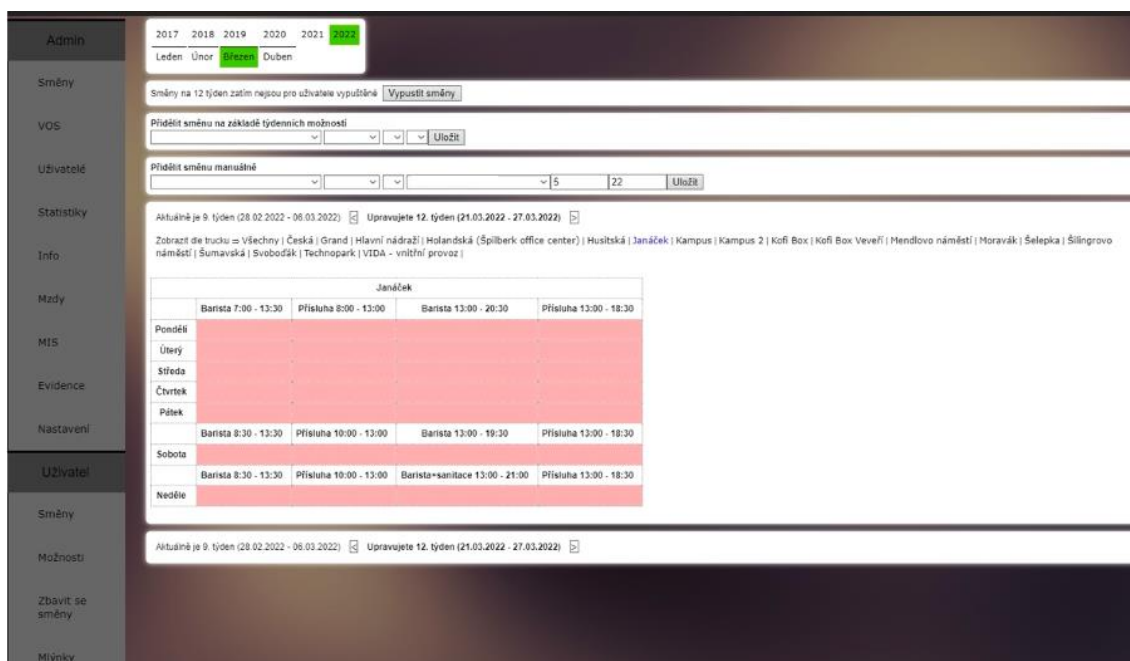 Admin
Směny
VOS
Uživatelé
Statistiky
Info
Mzdy
MIS
Evidence
Nastavení
Uživatel
Směny
Možnosti
Zbavit se
směny
Mlýnky
2017 2018 2019 2020 2021 2022
Leden Únor Březen Duben
Směny na 12 týden zatím nejsou pro uživatele vypuštěné Vypustit směny
Přidělit směnu na základě týdenních možností
Uložit
Přidělit směnu manuálně
5 22 Uložit
Aktuálně je 9. týden (28.02.2022 - 06.03.2022) < Upravujete 12. týden (21.03.2022 - 27.03.2022) >
Zobrazit dle trucku => Všechny | Česká | Grand | Hlavní nádraží | Holandská (Špilberk office center) | Husitská | Janáček | Kampus | Kampus 2 | Kofi Box | Kofi Box Veveří | Mendlovo náměstí | Moravák | Šelepka | Šilingrovo
náměstí | Šumavská | Svoboďák | Technopark | VIDA - vnitřní provoz |
Janáček
Barista 7:00 - 13:30 Přísluha 8:00 - 13:00 Barista 13:00 - 20:30 Přísluha 13:00 - 18:30
Pondělí
Úterý
Středa
Čtvrtek
Pátek
Barista 8:30 - 13:30 Přísluha 10:00 - 13:00 Barista 13:00 - 19:30 Přísluha 13:00 - 18:30
Sobota
Barista 8:30 - 13:30 Přísluha 10:00 - 13:00 Barista+sanitace 13:00 - 21:00 Přísluha 13:00 - 18:30
Neděle
Aktuálně je 9. týden (28.02.2022 - 06.03.2022) < Upravujete 12. týden (21.03.2022 - 27.03.2022) >